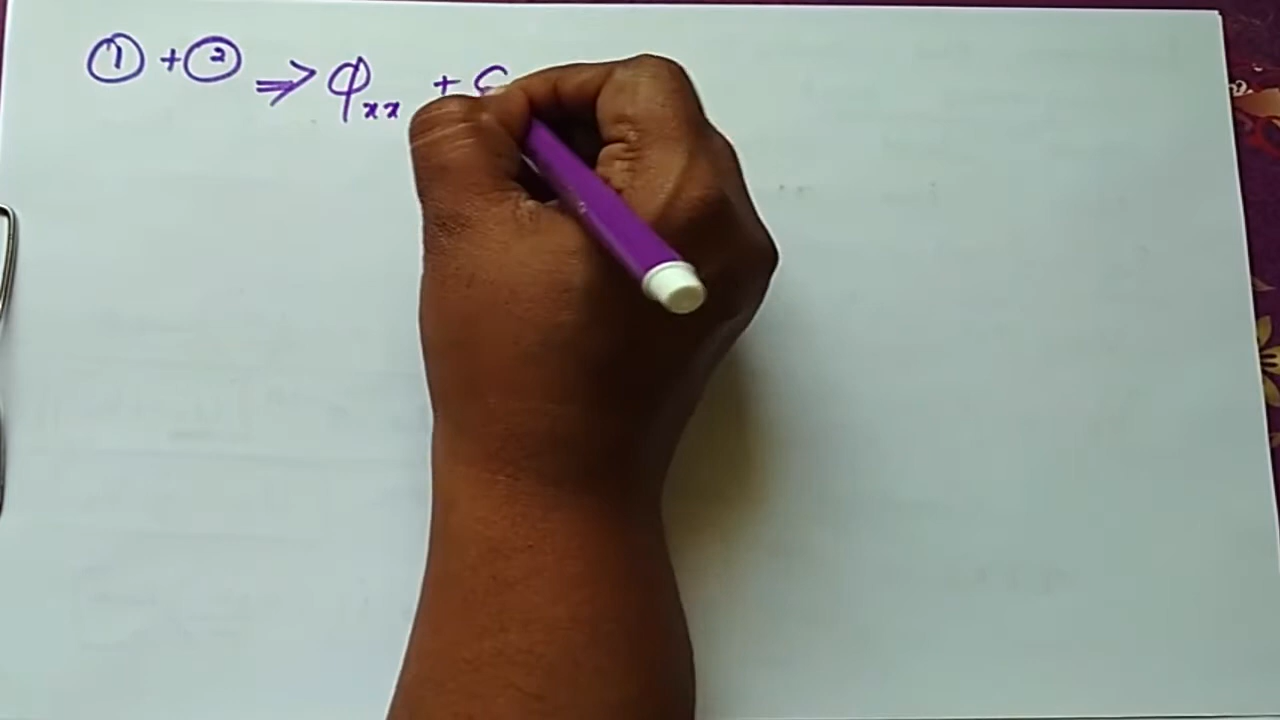 ① + ② ⇒ φxx +